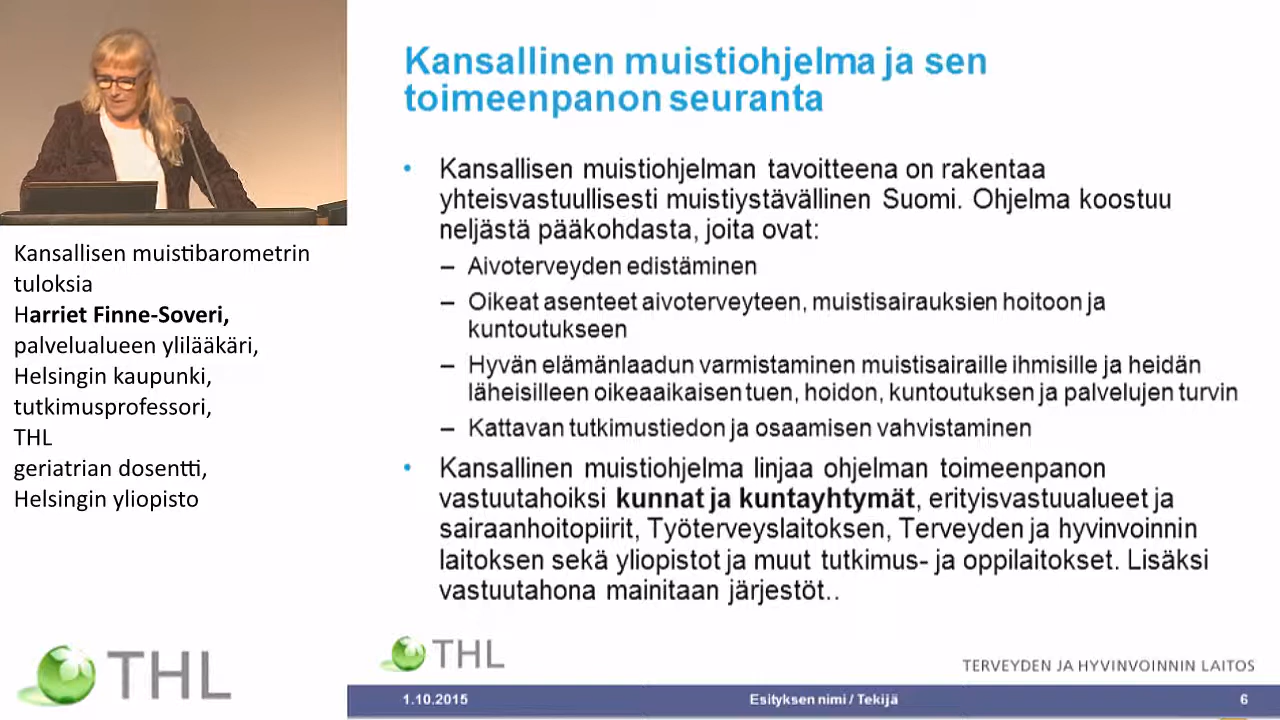 Kansallisen muistibarometrin
tuloksia
Harriet Finne-Soveri,
palvelualueen ylilääkäri,
Helsingin kaupunki,
tutkimusprofessori,
THL
geriatrian dosentti,
Helsingin yliopisto
THL
Kansallinen muistiohjelma ja sen
toimeenpanon seuranta
• Kansallisen muistiohjelman tavoitteena on rakentaa
yhteisvastuullisesti muistiystävällinen Suomi. Ohjelma koostuu
neljästä pääkohdasta, joita ovat:
– Aivoterveyden edistäminen
– Oikeat asenteet aivoterveyteen, muistisairauksien hoitoon ja
kuntoutukseen
– Hyvän elämänlaadun varmistaminen muistisairaille ihmisille ja heidän
läheisilleen oikeaaikaisen tuen, hoidon, kuntoutuksen ja palvelujen turvin
– Kattavan tutkimustiedon ja osaamisen vahvistaminen
• Kansallinen muistiohjelma linjaa ohjelman toimeenpanon
vastuutahoiksi kunnat ja kuntayhtymät, erityisvastuualueet ja
sairaanhoitopiirit, Työterveyslaitoksen, Terveyden ja hyvinvoinnin
laitoksen sekä yliopistot ja muut tutkimus- ja oppilaitokset. Lisäksi
vastuutahona mainitaan järjestöt..
THL
TERVEYDEN JA HYVINVOINNIN LAITOS
1.10.2015 Esityksen nimi / Tekijä 6